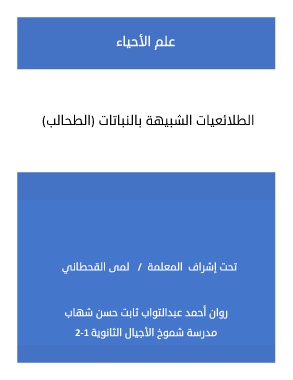 علم الأحياء
الطلائعيات الشبيهة بالنباتات (الطحالب)
تحت إشراف المعلمة / لمى القحطاني
روان أحمد عبدالتواب ثابت حسن شهاب
مدرسة شموخ الأجيال الثانوية 1-2